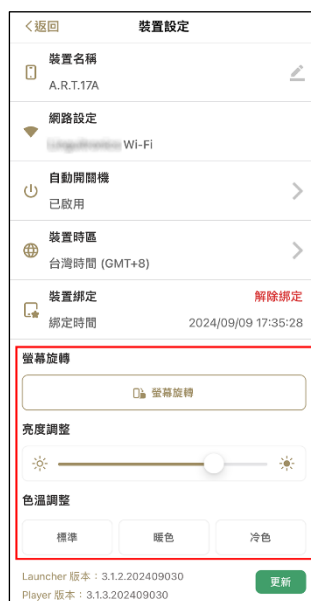 返回 裝置設定
裝置名稱
A.R.T.17A
網路設定
Wi-Fi
自動開關機
已啟用
裝置時區
台灣時間 (GMT+8)
裝置綁定 解除綁定
綁定時間 2024/09/09 17:35:28
螢幕旋轉
螢幕旋轉
亮度調整
色溫調整
標準 暖色 冷色
Launcher 版本：3.1.2.202409030 更新
Player 版本：3.1.3.202409030